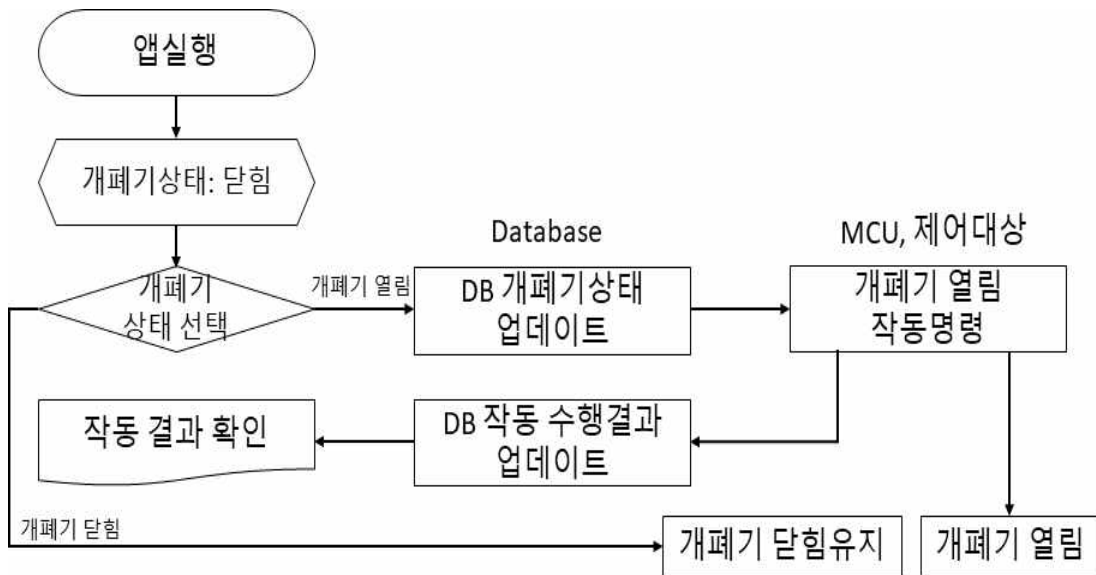 앱실행
개폐기상태: 닫힘
Database
MCU, 제어대상
개폐기
상태 선택
개폐기 열림
DB 개폐기상태
업데이트
개폐기 열림
작동명령
작동 결과 확인
DB 작동 수행결과
업데이트
개폐기 닫힘
개폐기 닫힘유지
개폐기 열림